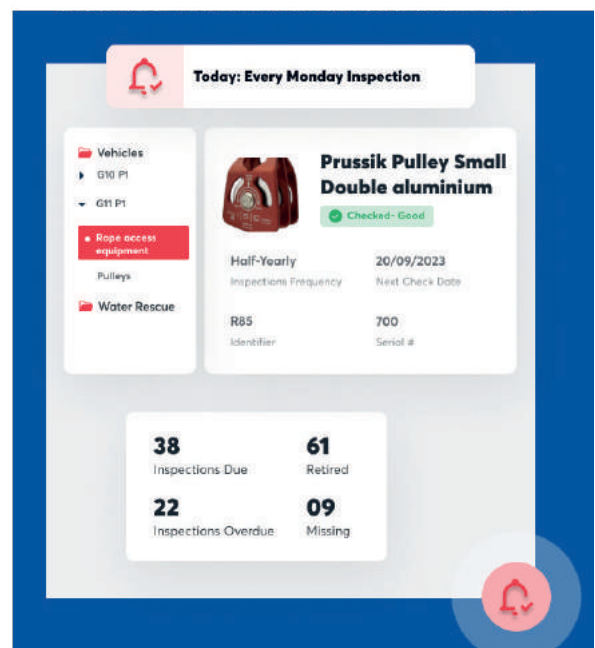 Today: Every Monday Inspection
Vehicles
G10 P1
G11 P1
Rope access
equipment
Pulleys
Water Rescue
Prussik Pulley Small
Double aluminium
Checked- Good
Half-Yearly
Inspections Frequency
20/09/2023
Next Check Date
R85
Identifier
700
Serial #
38
Inspections Due
61
Retired
22
Inspections Overdue
09
Missing